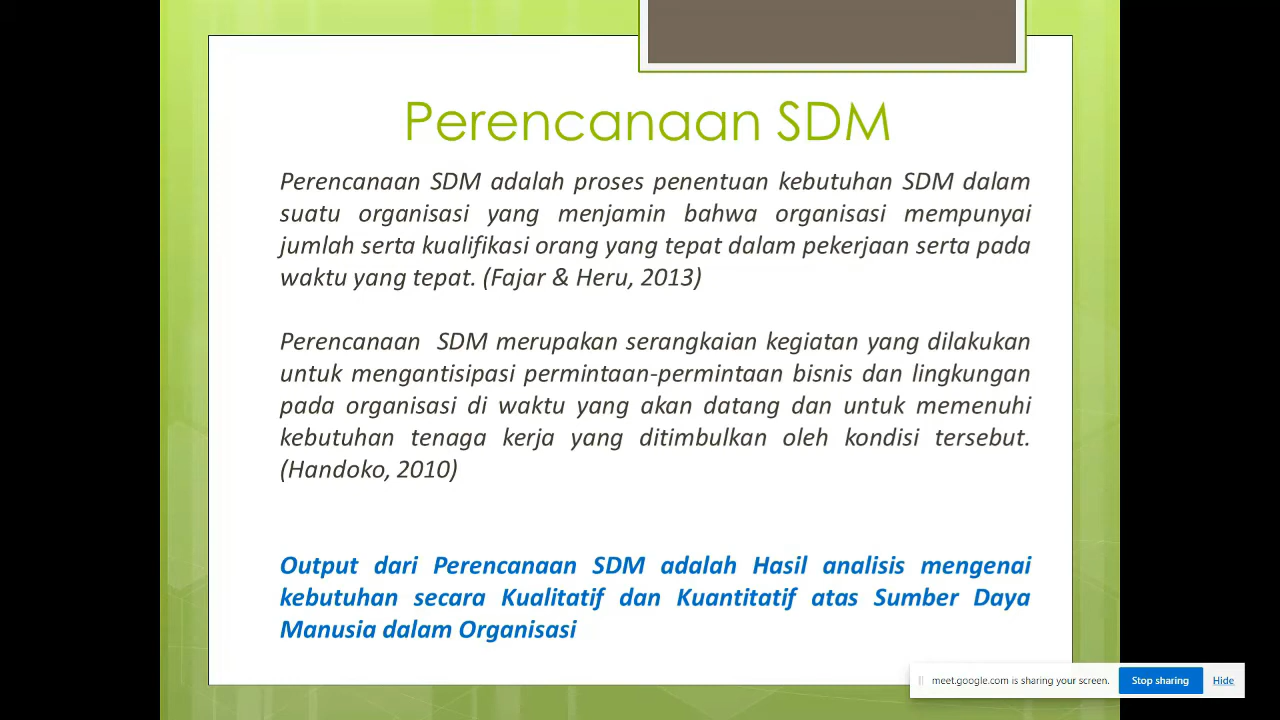 Perencanaan SDM
Perencanaan SDM adalah proses penentuan kebutuhan SDM dalam
suatu organisasi yang menjamin bahwa organisasi mempunyai
jumlah serta kualifikasi orang yang tepat dalam pekerjaan serta pada
waktu yang tepat. (Fajar & Heru, 2013)
Perencanaan SDM merupakan serangkaian kegiatan yang dilakukan
untuk mengantisipasi permintaan-permintaan bisnis dan lingkungan
pada organisasi di waktu yang akan datang dan untuk memenuhi
kebutuhan tenaga kerja yang ditimbulkan oleh kondisi tersebut.
(Handoko, 2010)
Output dari Perencanaan SDM adalah Hasil analisis mengenai
kebutuhan secara Kualitatif dan Kuantitatif atas Sumber Daya
Manusia dalam Organisasi
meet.google.com is sharing your screen. Stop sharing Hide